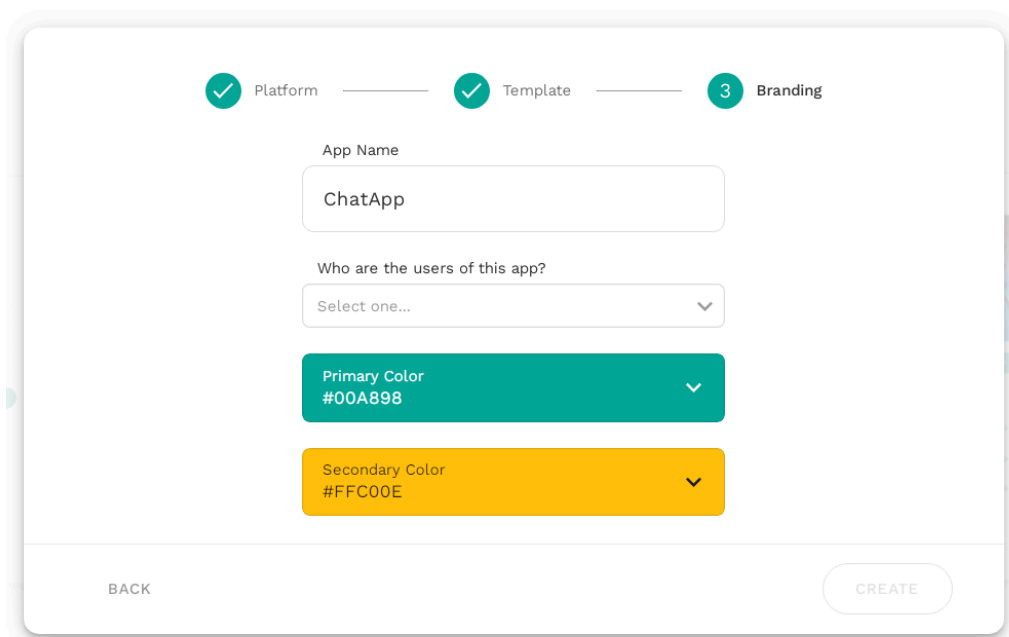 Platform
Template
3 Branding
App Name
ChatApp
Who are the users of this app?
Select one...
Primary Color
#00A898
Secondary Color
#FFC00E
BACK
CREATE